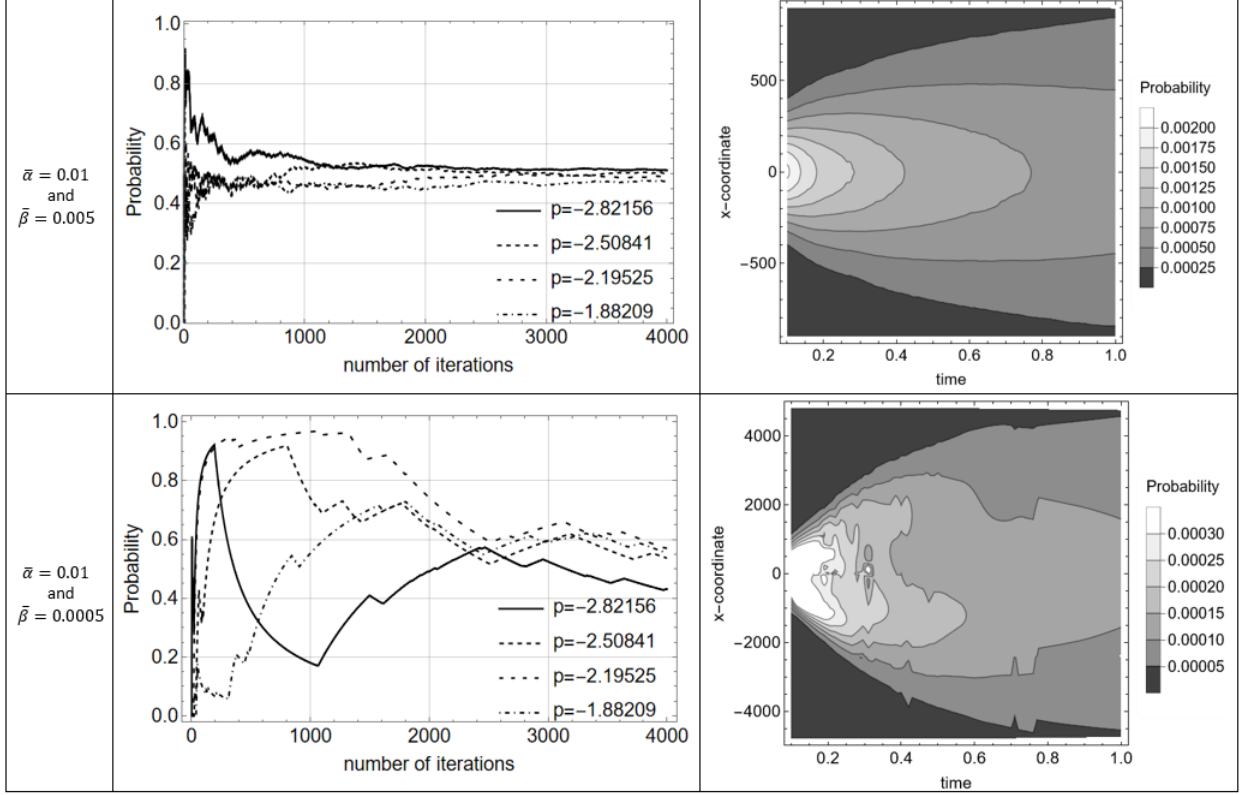 ᾱ = 0.01
and
β̄ = 0.005
Probability
1.0
0.8
0.6
0.4
0.2
0.0
0
1000
2000
3000
4000
number of iterations
p=−2.82156
p=−2.50841
p=−2.19525
p=−1.88209
x-coordinate
500
0
−500
0.2
0.4
0.6
0.8
1.0
time
Probability
0.00200
0.00175
0.00150
0.00125
0.00100
0.00075
0.00050
0.00025
ᾱ = 0.01
and
β̄ = 0.0005
Probability
1.0
0.8
0.6
0.4
0.2
0.0
0
1000
2000
3000
4000
number of iterations
p=−2.82156
p=−2.50841
p=−2.19525
p=−1.88209
x-coordinate
4000
2000
0
−2000
−4000
0.2
0.4
0.6
0.8
1.0
time
Probability
0.00030
0.00025
0.00020
0.00015
0.00010
0.00005